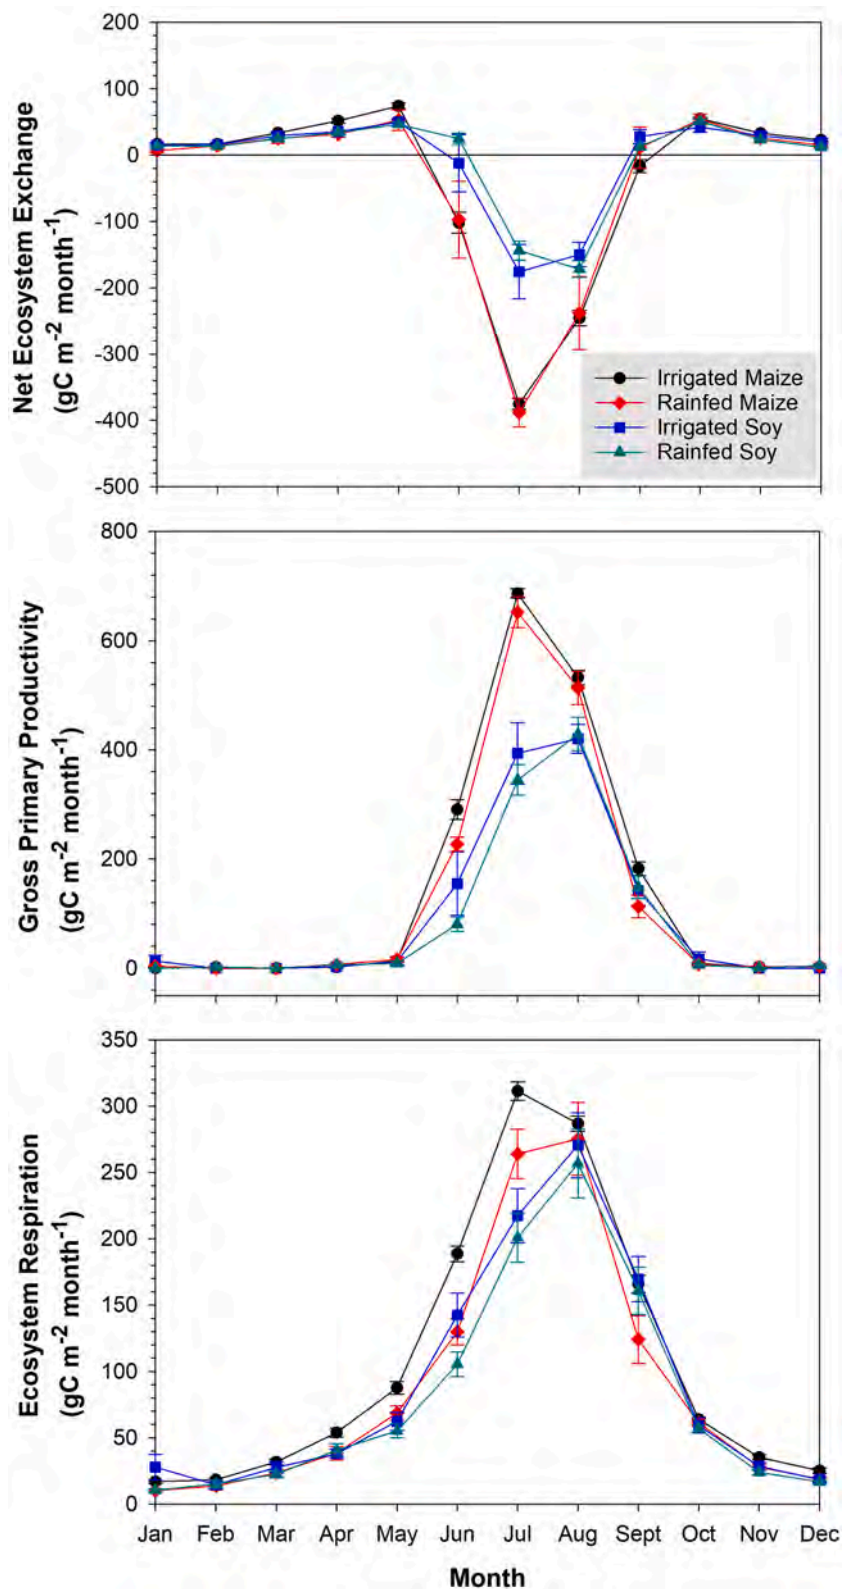 200
100
0
-100
-200
-300
-400
-500
Net Ecosystem Exchange
(gC m⁻² month⁻¹)
Irrigated Maize
Rainfed Maize
Irrigated Soy
Rainfed Soy
800
600
400
200
0
Gross Primary Productivity
(gC m⁻² month⁻¹)
350
300
250
200
150
100
50
0
Ecosystem Respiration
(gC m⁻² month⁻¹)
Jan Feb Mar Apr May Jun Jul Aug Sept Oct Nov Dec
Month